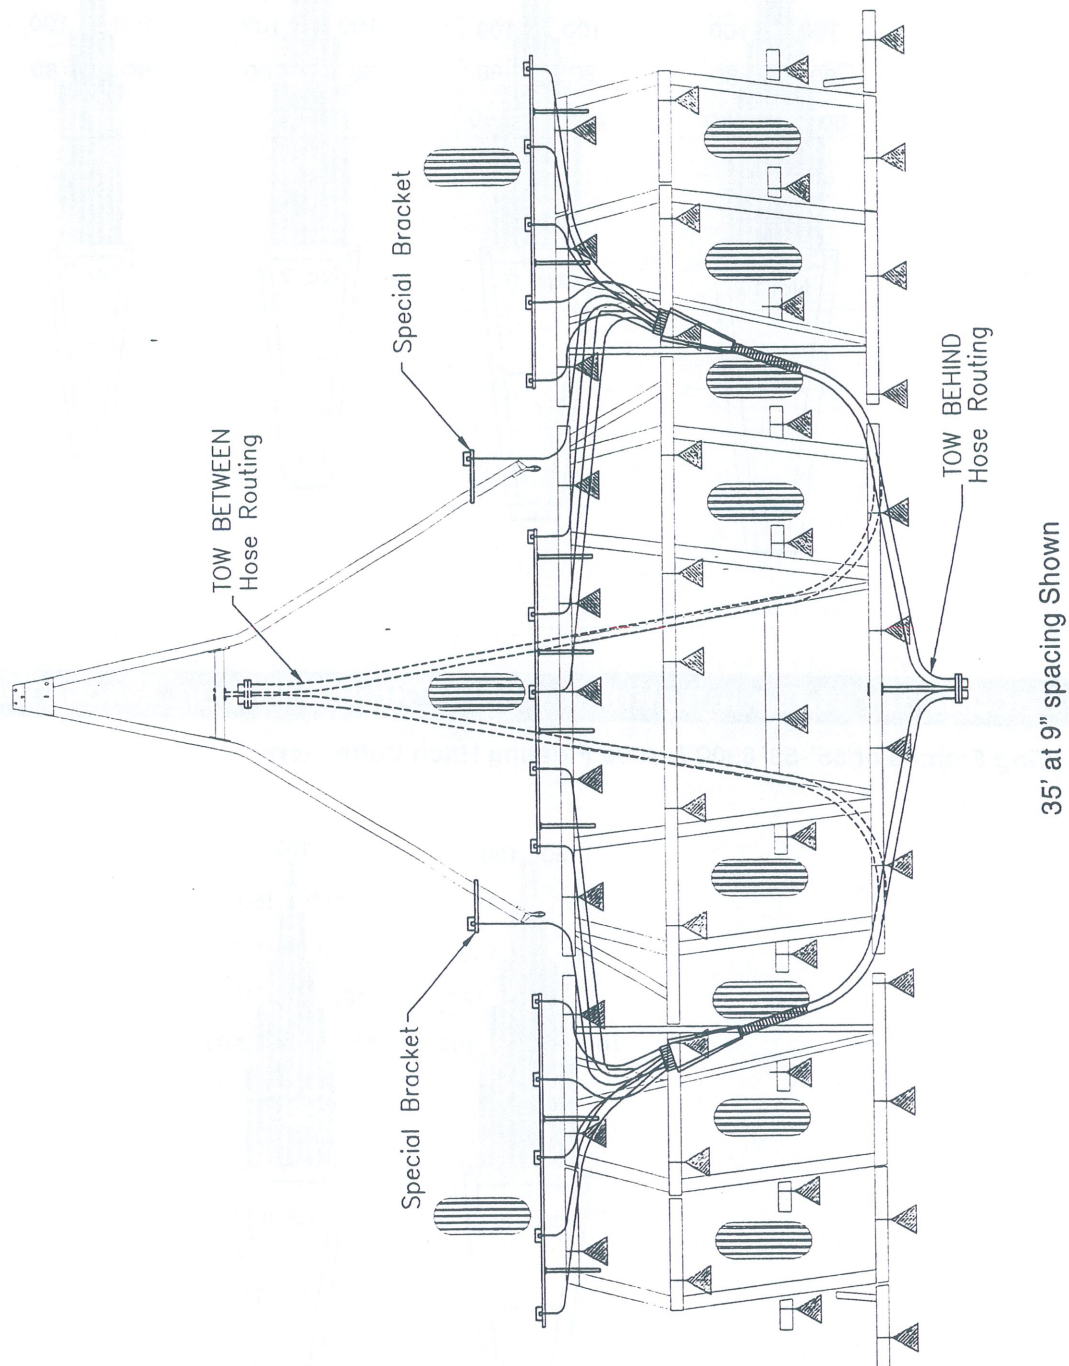 Special Bracket
TOW BETWEEN
Hose Routing
Special Bracket
TOW BEHIND
Hose Routing
35' at 9" spacing Shown